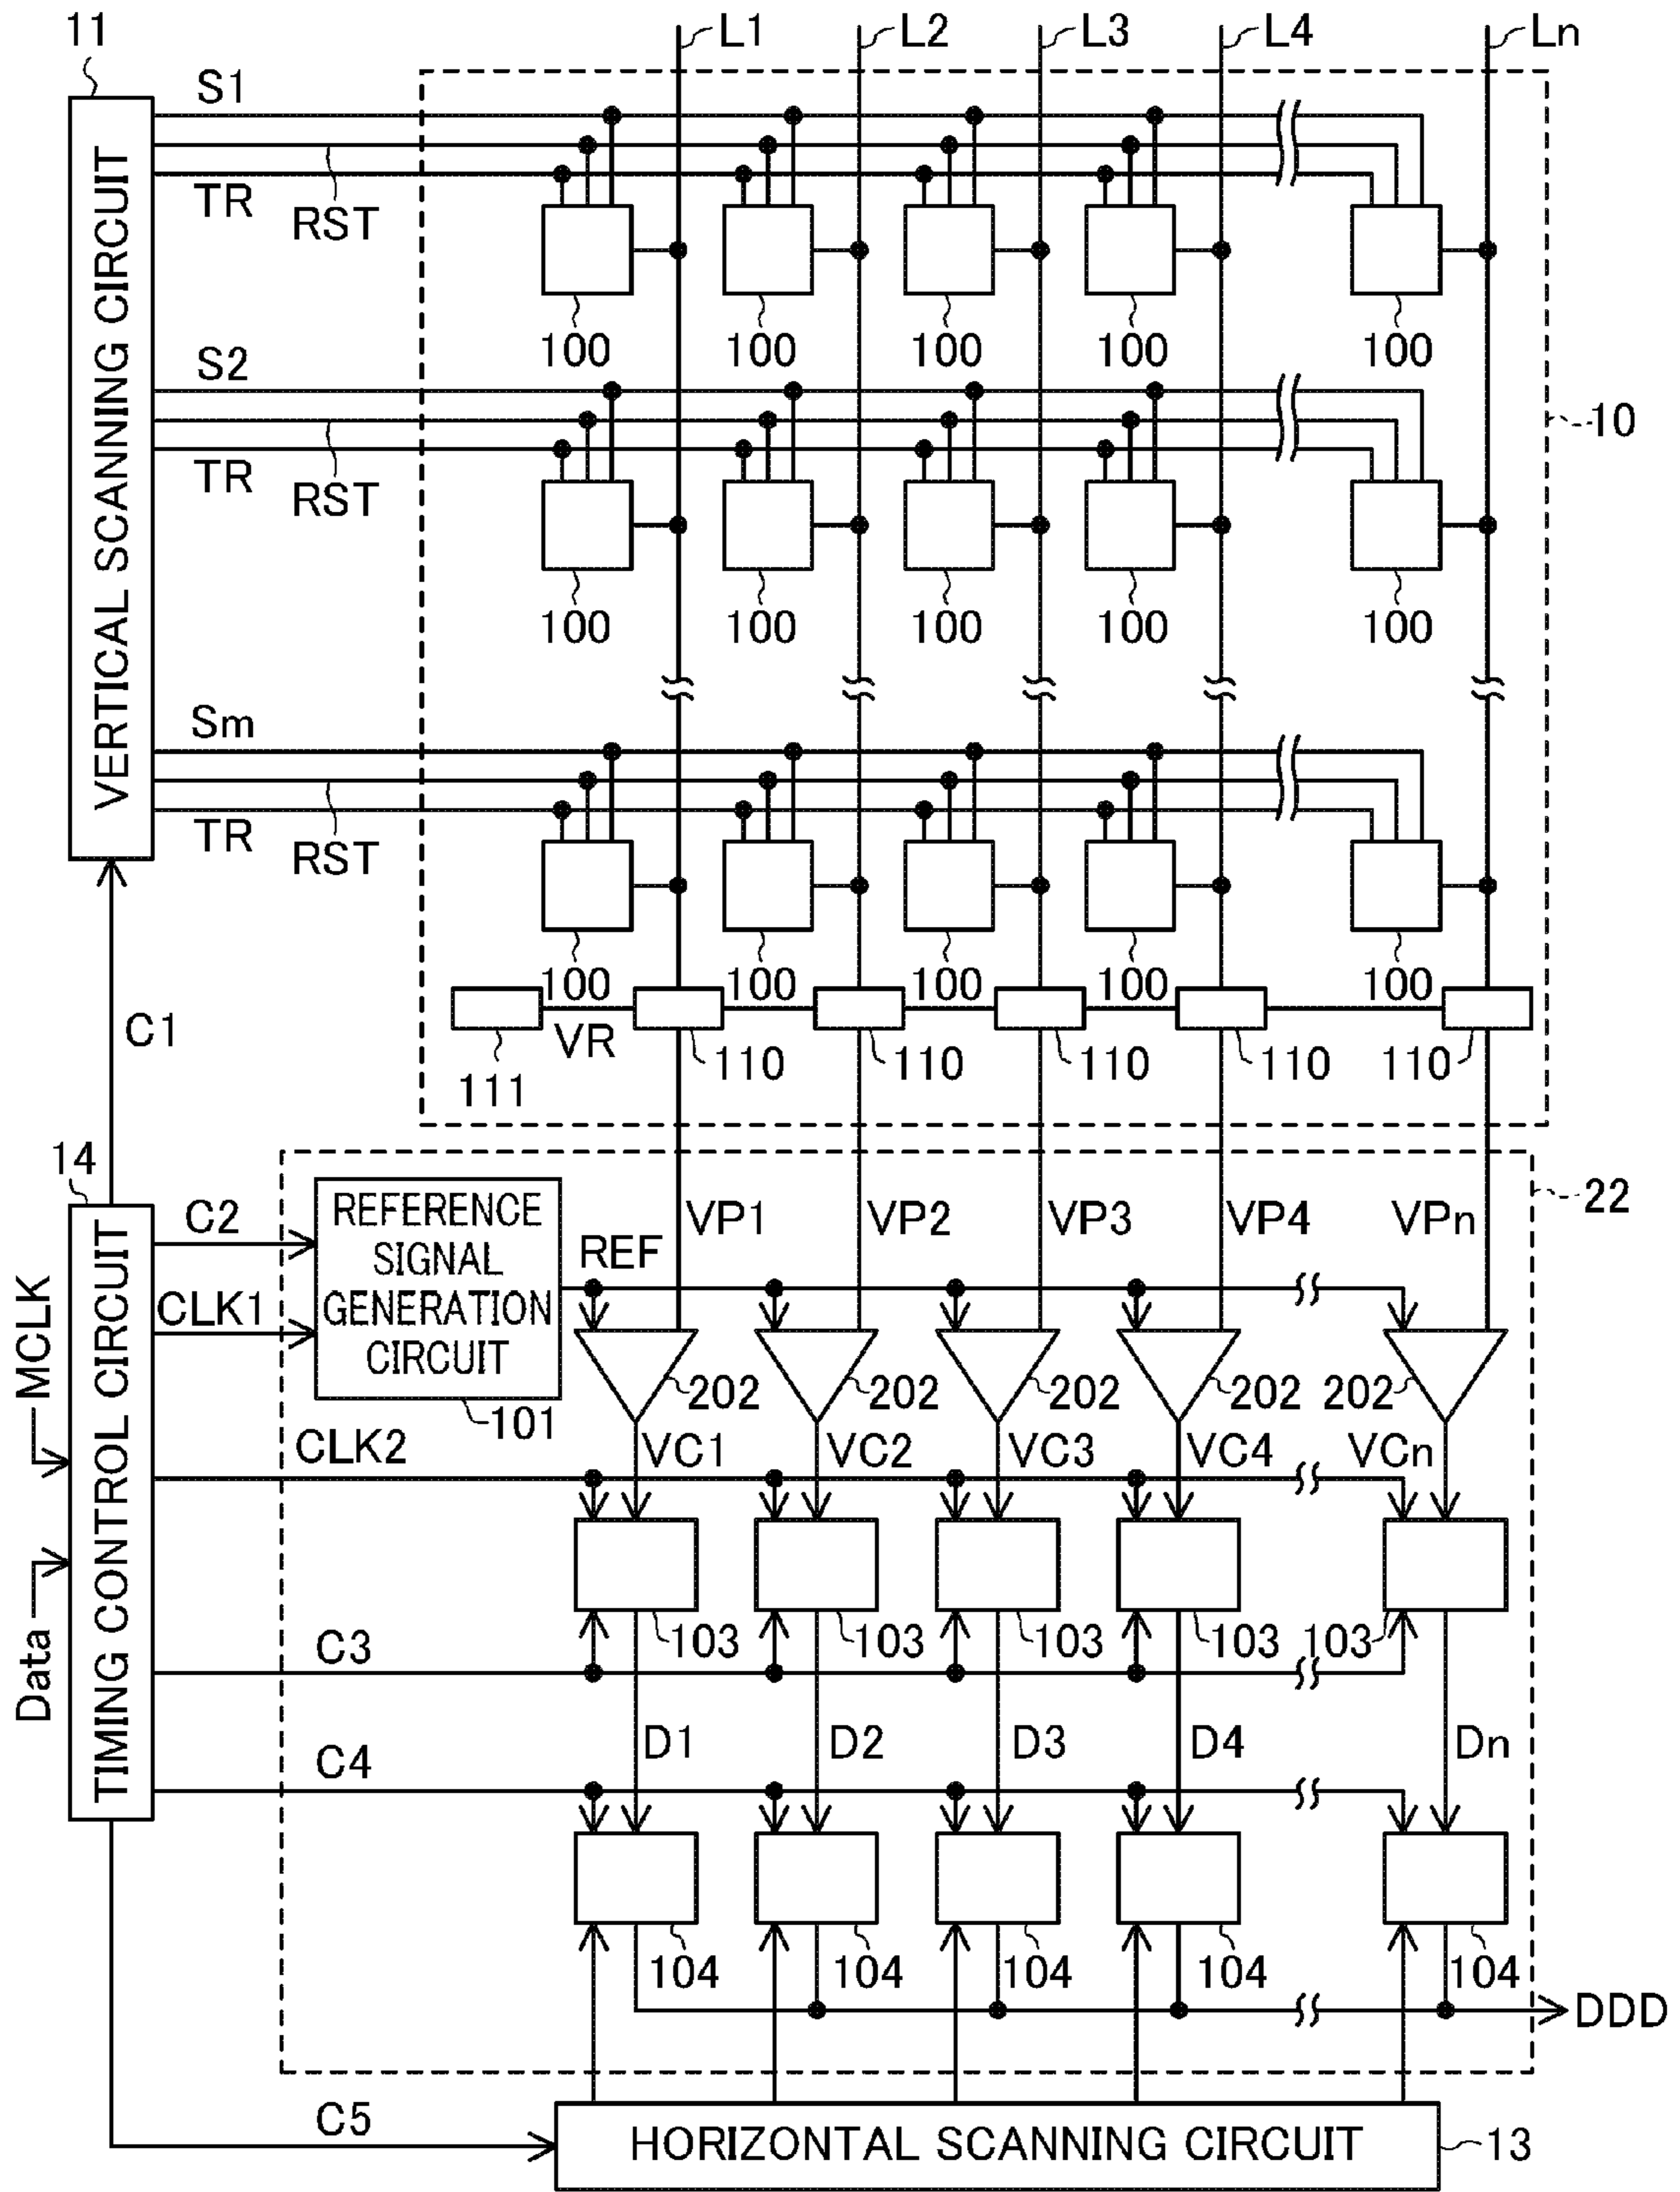 11
L1 L2 L3 L4 Ln
S1
TR RST
100 100 100 100 100
VERTICAL SCANNING CIRCUIT
S2
10
TR RST
100 100 100 100 100
Sm
TR RST
100 100 100 100 100
C1
VR
111
110 110 110 110 110
14
22
C2
REFERENCE
SIGNAL
GENERATION
CIRCUIT
REF
VP1 VP2 VP3 VP4 VPn
CLK1
MCLK
TIMING CONTROL CIRCUIT
101
202 202 202 202 202
CLK2
VC1 VC2 VC3 VC4 VCn
Data
103 103 103 103 103
C3
D1 D2 D3 D4 Dn
C4
104 104 104 104 104
DDD
C5
HORIZONTAL SCANNING CIRCUIT
13